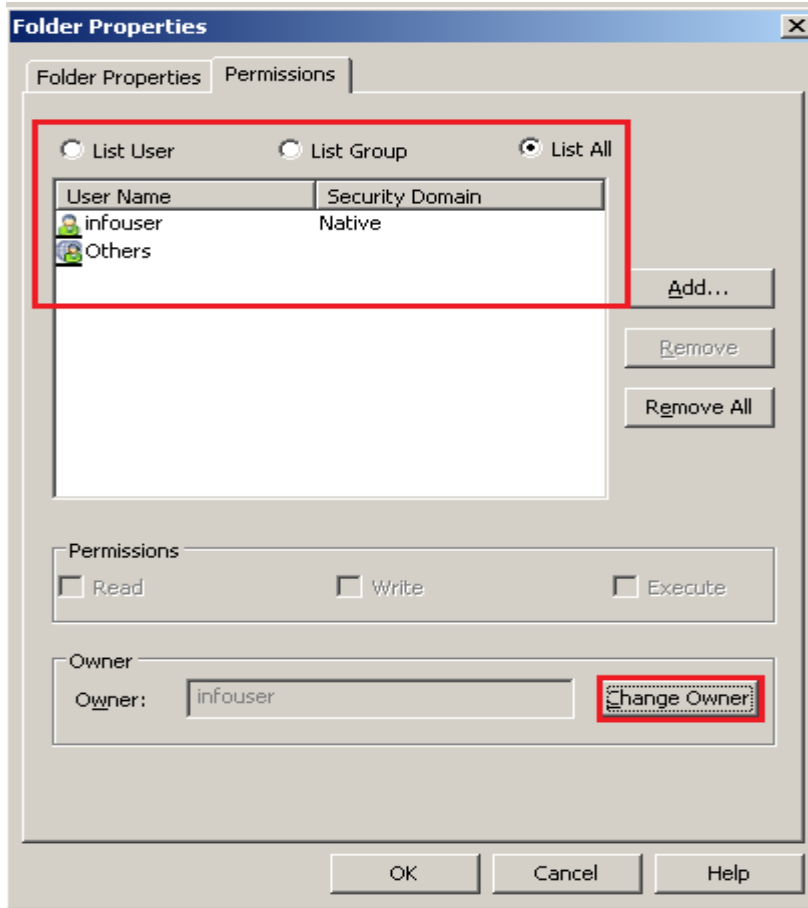 Folder Properties
Folder Properties Permissions
List User List Group List All
User Name Security Domain
infouser Native
Others
Add...
Remove
Remove All
Permissions
Read Write Execute
Owner
Owner: infouser Change Owner
OK Cancel Help